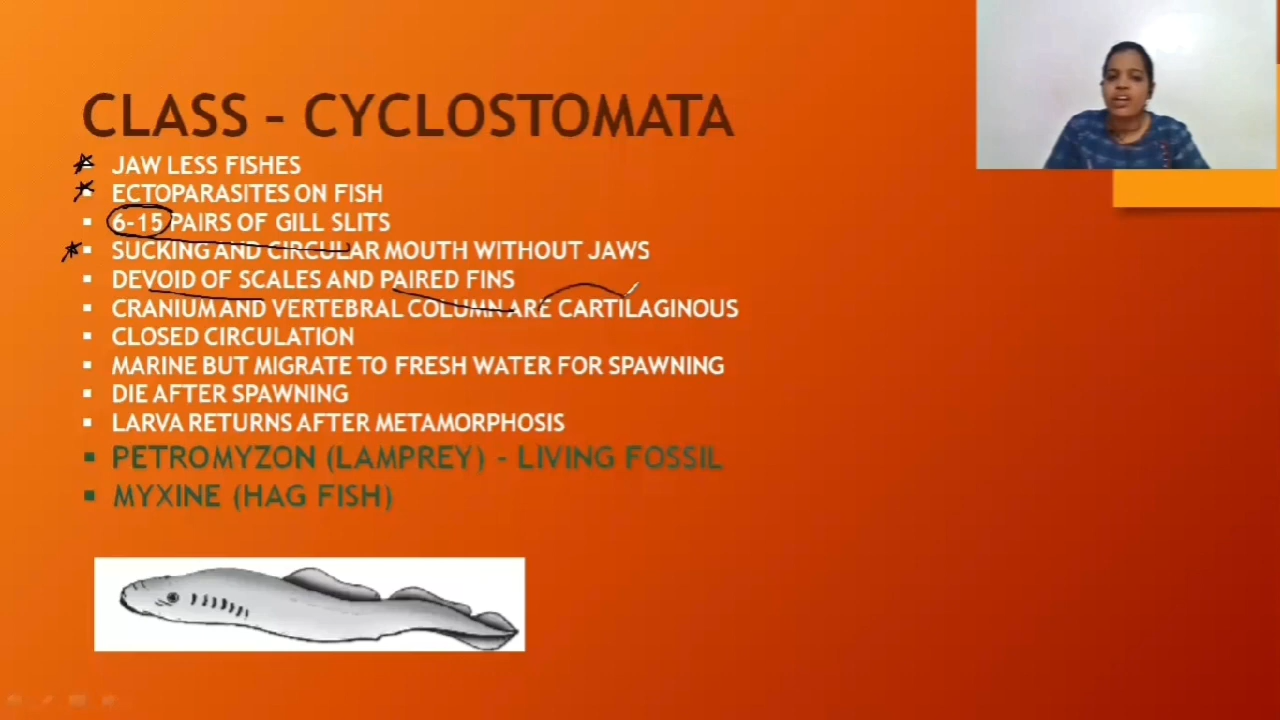 CLASS – CYCLOSTOMATA
JAW LESS FISHES
ECTOPARASITES ON FISH
6-15 PAIRS OF GILL SLITS
SUCKING AND CIRCULAR MOUTH WITHOUT JAWS
DEVOID OF SCALES AND PAIRED FINS
CRANIUM AND VERTEBRAL COLUMN ARE CARTILAGINOUS
CLOSED CIRCULATION
MARINE BUT MIGRATE TO FRESH WATER FOR SPAWNING
DIE AFTER SPAWNING
LARVA RETURNS AFTER METAMORPHOSIS
PETROMYZON (LAMPREY) – LIVING FOSSIL
MYXINE (HAG FISH)